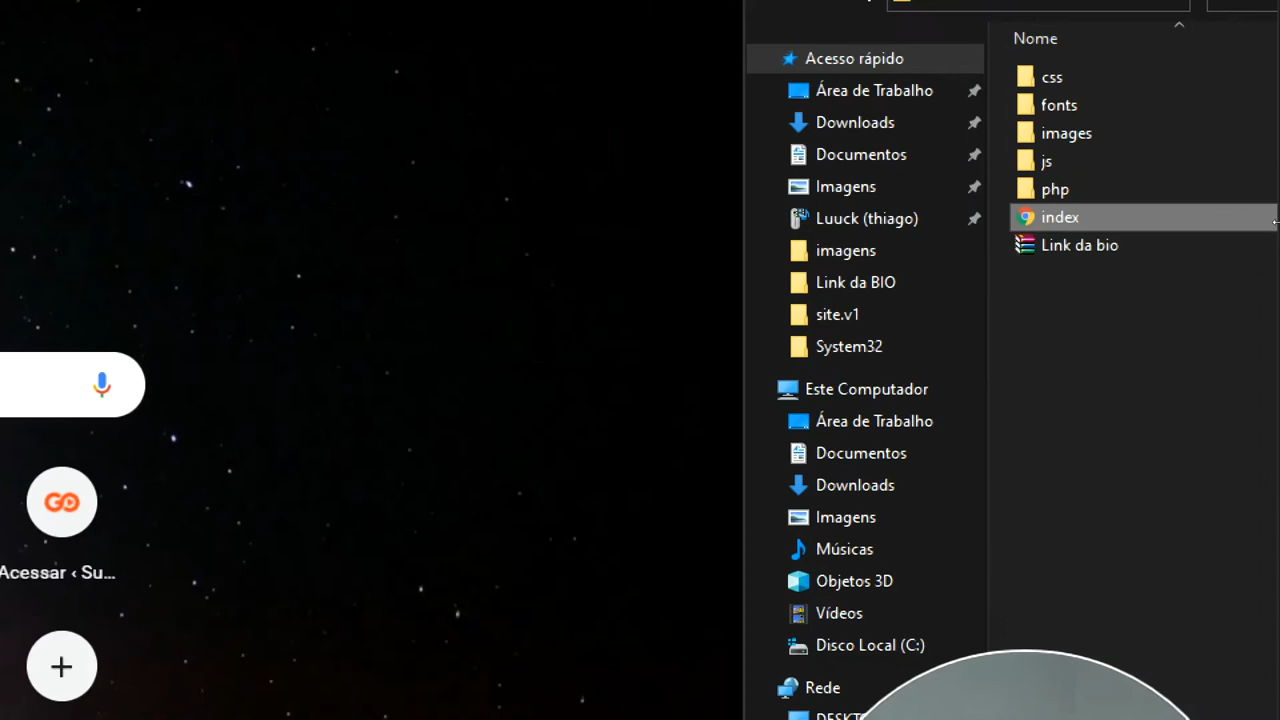 GO
Acessar ‹ Su...
Acesso rápido
Área de Trabalho
Downloads
Documentos
Imagens
Luuck (thiago)
imagens
Link da BIO
site.v1
System32
Este Computador
Área de Trabalho
Documentos
Downloads
Imagens
Músicas
Objetos 3D
Vídeos
Disco Local (C:)
Rede
Nome
css
fonts
images
js
php
index
Link da bio